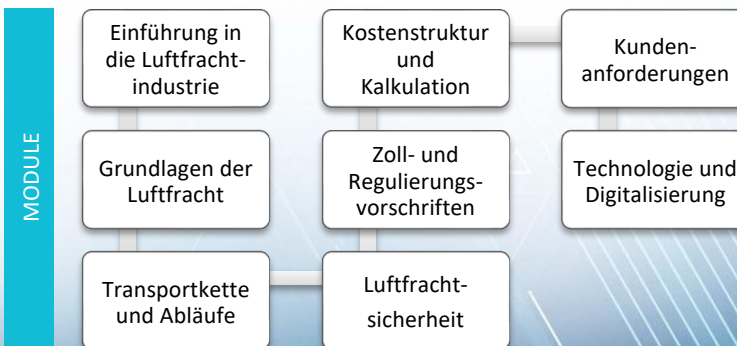 MODULE
Einführung in
die Luftfracht-
industrie
Grundlagen der
Luftfracht
Transportkette
und Abläufe
Luftfracht-
sicherheit
Zoll- und
Regulierungs-
vorschriften
Kostenstruktur
und
Kalkulation
Kunden-
anforderungen
Technologie und
Digitalisierung